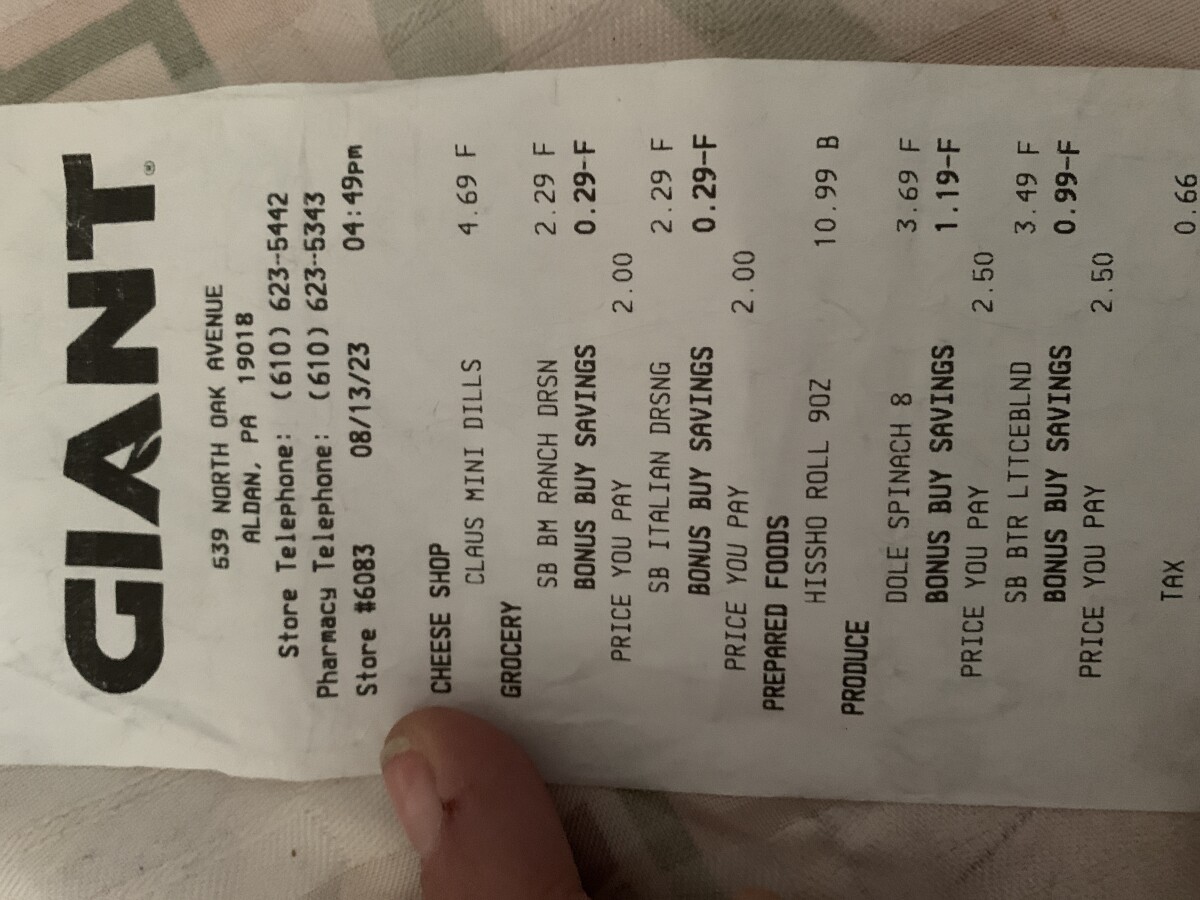 GIANT®
639 NORTH OAK AVENUE
ALDAN, PA 19018
Store Telephone: (610) 623-5442
Pharmacy Telephone: (610) 623-5343
Store #6083 08/13/23 04:49pm
CHEESE SHOP
CLAUS MINI DILLS 4.69 F
GROCERY
SB BM RANCH DRSN 2.29 F
BONUS BUY SAVINGS 0.29-F
PRICE YOU PAY 2.00
SB ITALIAN DRSNG 2.29 F
BONUS BUY SAVINGS 0.29-F
PRICE YOU PAY 2.00
PREPARED FOODS
HISSHO ROLL 9OZ 10.99 B
PRODUCE
DOLE SPINACH 8 3.69 F
BONUS BUY SAVINGS 1.19-F
PRICE YOU PAY 2.50
SB BTR LTTCEBLND 3.49 F
BONUS BUY SAVINGS 0.99-F
PRICE YOU PAY 2.50
TAX 0.66